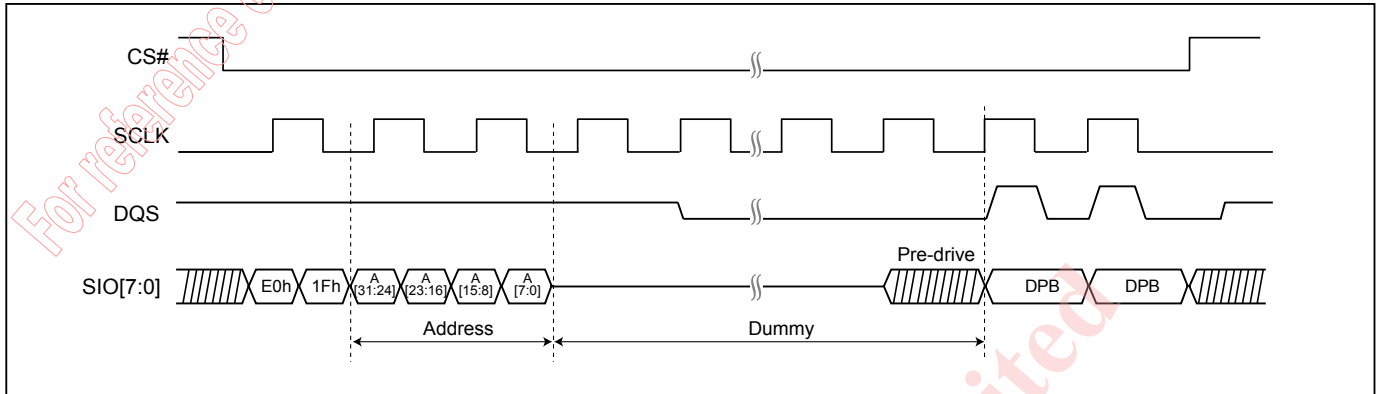 CS#
SCLK
DQS
Pre-drive
SIO[7:0]
E0h
1Fh
A
[31:24]
A
[23:16]
A
[15:8]
A
[7:0]
DPB
DPB
Address
Dummy
For reference